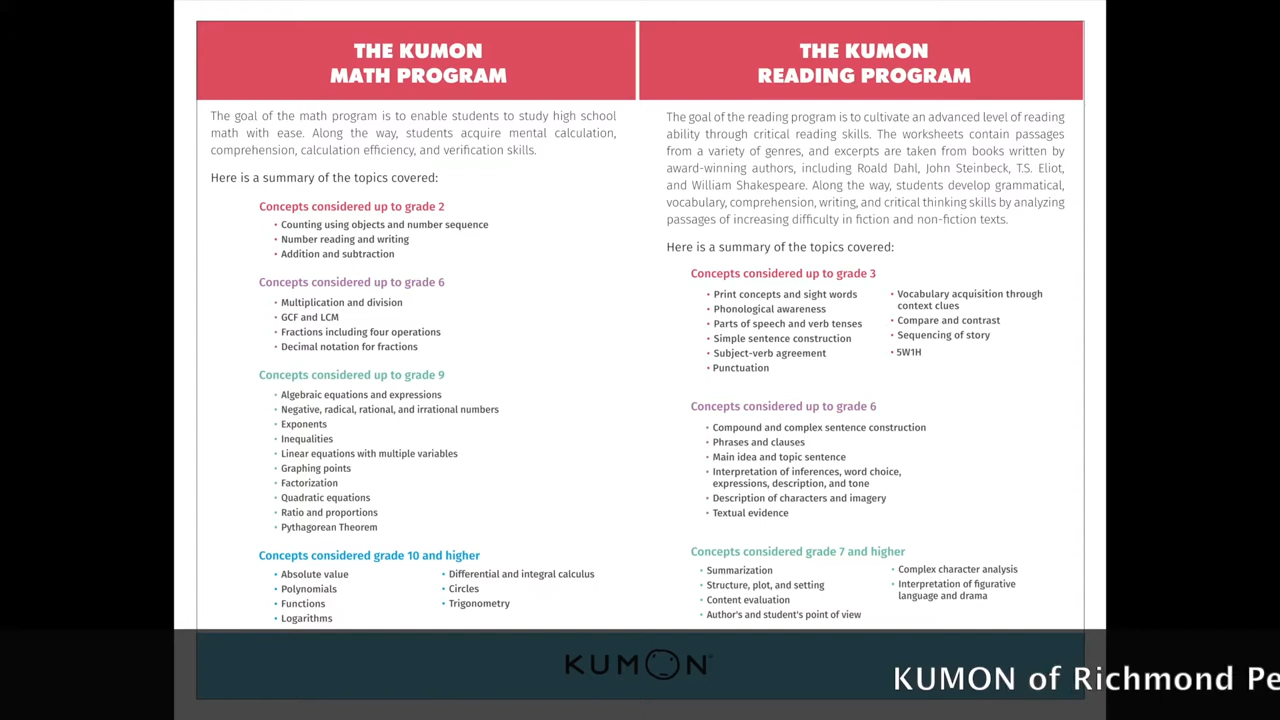 THE KUMON
MATH PROGRAM
The goal of the math program is to enable students to study high school
math with ease. Along the way, students acquire mental calculation,
comprehension, calculation efficiency, and verification skills.
Here is a summary of the topics covered:
Concepts considered up to grade 2
• Counting using objects and number sequence
• Number reading and writing
• Addition and subtraction
Concepts considered up to grade 6
• Multiplication and division
• GCF and LCM
• Fractions including four operations
• Decimal notation for fractions
Concepts considered up to grade 9
• Algebraic equations and expressions
• Negative, radical, rational, and irrational numbers
• Exponents
• Inequalities
• Linear equations with multiple variables
• Graphing points
• Factorization
• Quadratic equations
• Ratio and proportions
• Pythagorean Theorem
Concepts considered grade 10 and higher
• Absolute value
• Polynomials
• Functions
• Logarithms
• Differential and integral calculus
• Circles
• Trigonometry
THE KUMON
READING PROGRAM
The goal of the reading program is to cultivate an advanced level of reading
ability through critical reading skills. The worksheets contain passages
from a variety of genres, and excerpts are taken from books written by
award-winning authors, including Roald Dahl, John Steinbeck, T.S. Eliot,
and William Shakespeare. Along the way, students develop grammatical,
vocabulary, comprehension, writing, and critical thinking skills by analyzing
passages of increasing difficulty in fiction and non-fiction texts.
Here is a summary of the topics covered:
Concepts considered up to grade 3
• Print concepts and sight words
• Phonological awareness
• Parts of speech and verb tenses
• Simple sentence construction
• Subject-verb agreement
• Punctuation
• Vocabulary acquisition through
context clues
• Compare and contrast
• Sequencing of story
• 5W1H
Concepts considered up to grade 6
• Compound and complex sentence construction
• Phrases and clauses
• Main idea and topic sentence
• Interpretation of inferences, word choice,
expressions, description, and tone
• Description of characters and imagery
• Textual evidence
Concepts considered grade 7 and higher
• Summarization
• Structure, plot, and setting
• Content evaluation
• Author's and student's point of view
• Complex character analysis
• Interpretation of figurative
language and drama
KUMON
KUMON of Richmond Pe